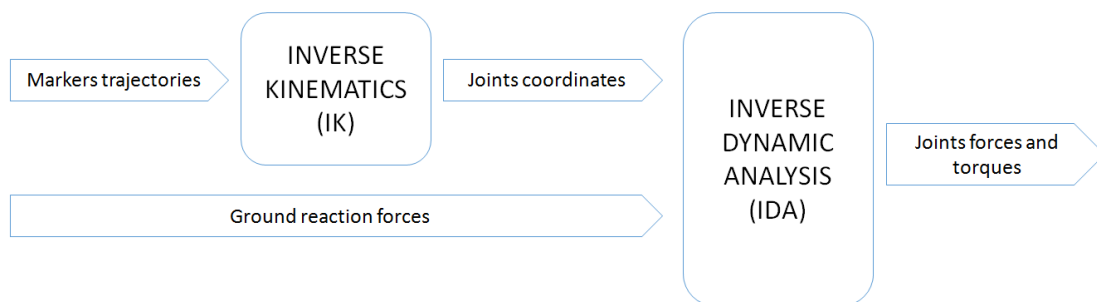 Markers trajectories
INVERSE
KINEMATICS
(IK)
Joints coordinates
Ground reaction forces
INVERSE
DYNAMIC
ANALYSIS
(IDA)
Joints forces and
torques